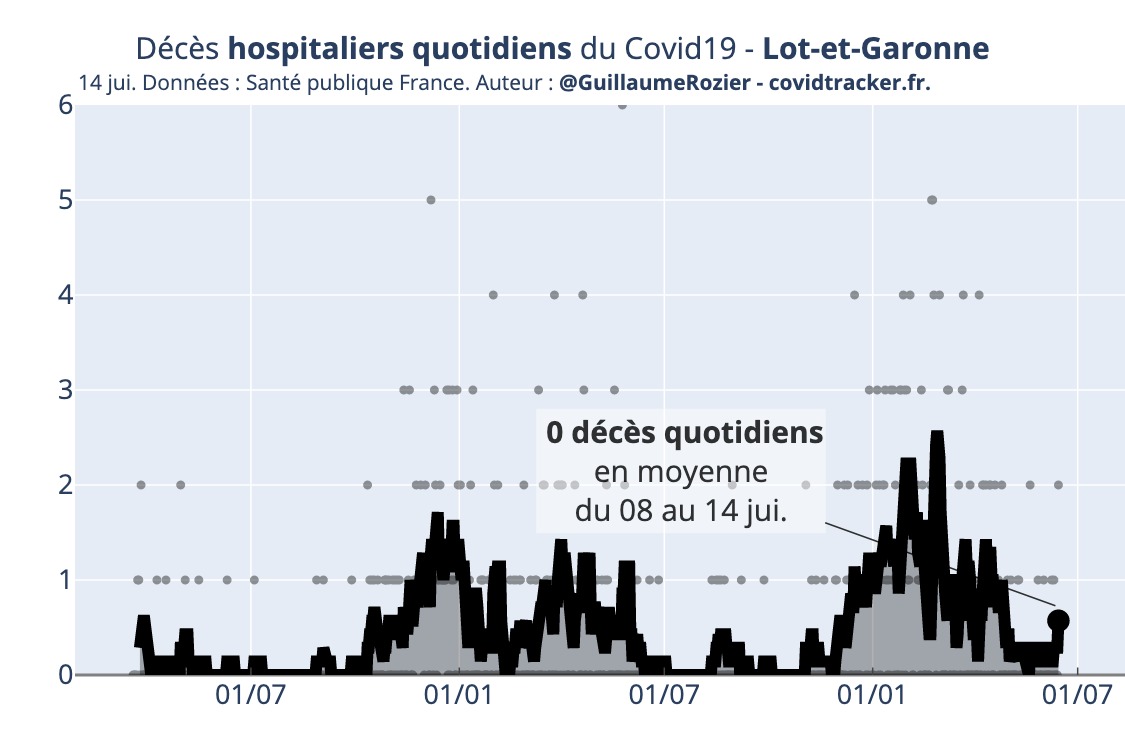 Décès hospitaliers quotidiens du Covid19 - Lot-et-Garonne
14 jui. Données : Santé publique France. Auteur : @GuillaumeRozier - covidtracker.fr.
6
5
4
3
2
1
0
0 décès quotidiens
en moyenne
du 08 au 14 jui.
01/07 01/01 01/07 01/01 01/07